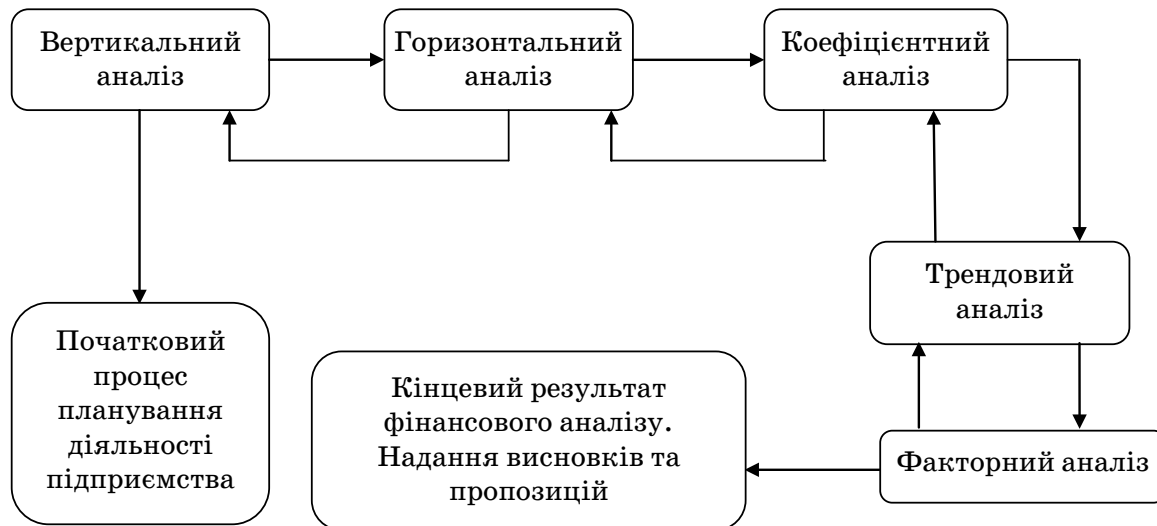 Вертикальний
аналіз
Горизонтальний
аналіз
Коефіцієнтний
аналіз
Трендовий
аналіз
Початковий
процес
планування
діяльності
підприємства
Кінцевий результат
фінансового аналізу.
Надання висновків та
пропозицій
Факторний аналіз